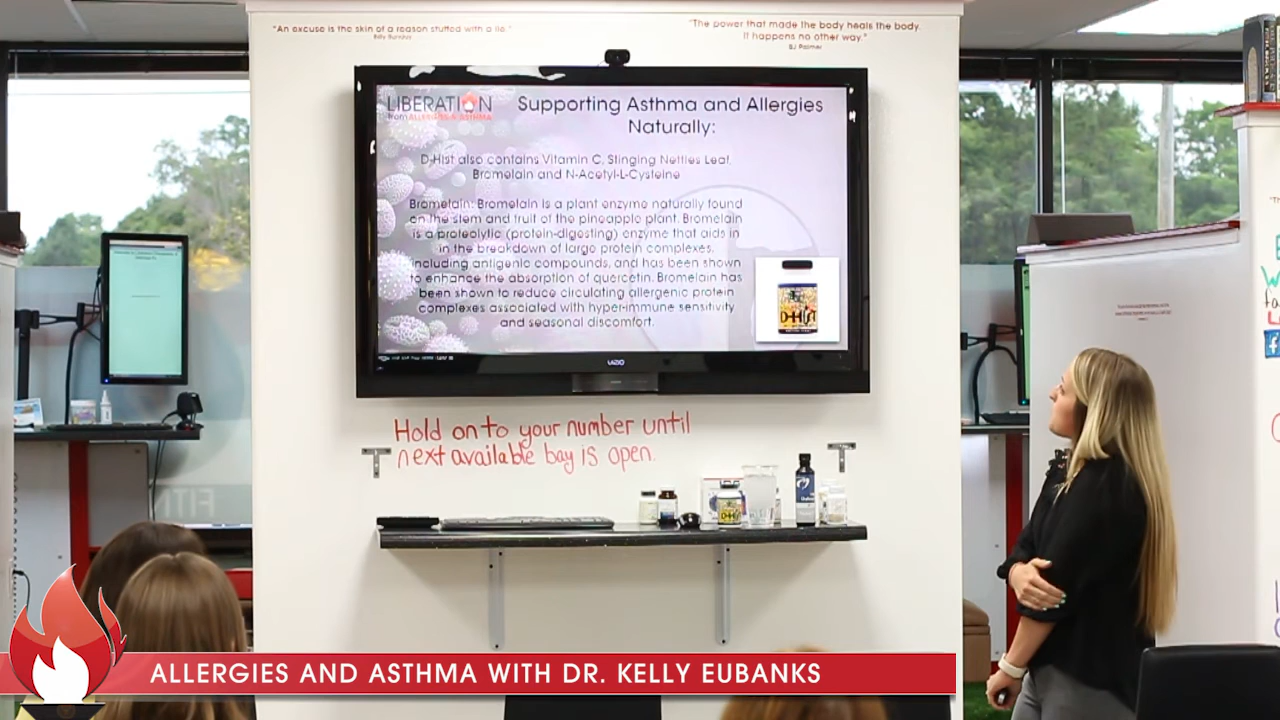 "An excuse is the skin of a reason stuffed with a lie."
Billy Sunday
"The power that made the body heals the body.
It happens no other way."
BJ Palmer
LIBERATION
from ALLERGIES & ASTHMA
Supporting Asthma and Allergies
Naturally:
D-Hist also contains Vitamin C, Stinging Nettles Leaf,
Bromelain and N-Acetyl-L-Cysteine
Bromelain: Bromelain is a plant enzyme naturally found
on the stem and fruit of the pineapple plant. Bromelain
is a proteolytic (protein-digesting) enzyme that aids in
in the breakdown of large protein complexes,
including antigenic compounds, and has been shown
to enhance the absorption of quercetin. Bromelain has
been shown to reduce circulating allergenic protein
complexes associated with hyper-immune sensitivity
and seasonal discomfort.
D-Hist
VIZIO
Hold onto your number until
next available bay is open.
D-Hist
FITN
ALLERGIES AND ASTHMA WITH DR. KELLY EUBANKS